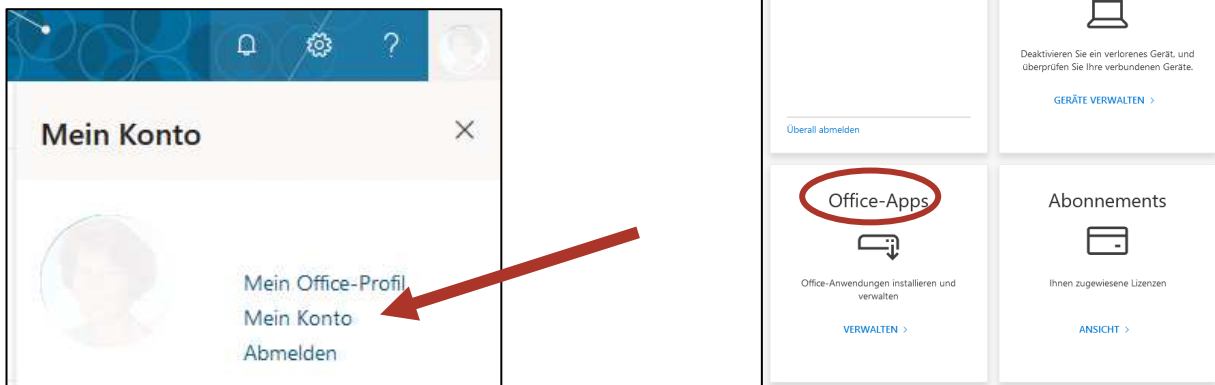 ?
Mein Konto
Mein Office-Profil
Mein Konto
Abmelden
Deaktivieren Sie ein verlorenes Gerät, und
überprüfen Sie Ihre verbundenen Geräte.
GERÄTE VERWALTEN >
Überall abmelden
Office-Apps
Office-Anwendungen installieren und
verwalten
VERWALTEN >
Abonnements
Ihnen zugewiesene Lizenzen
ANSICHT >